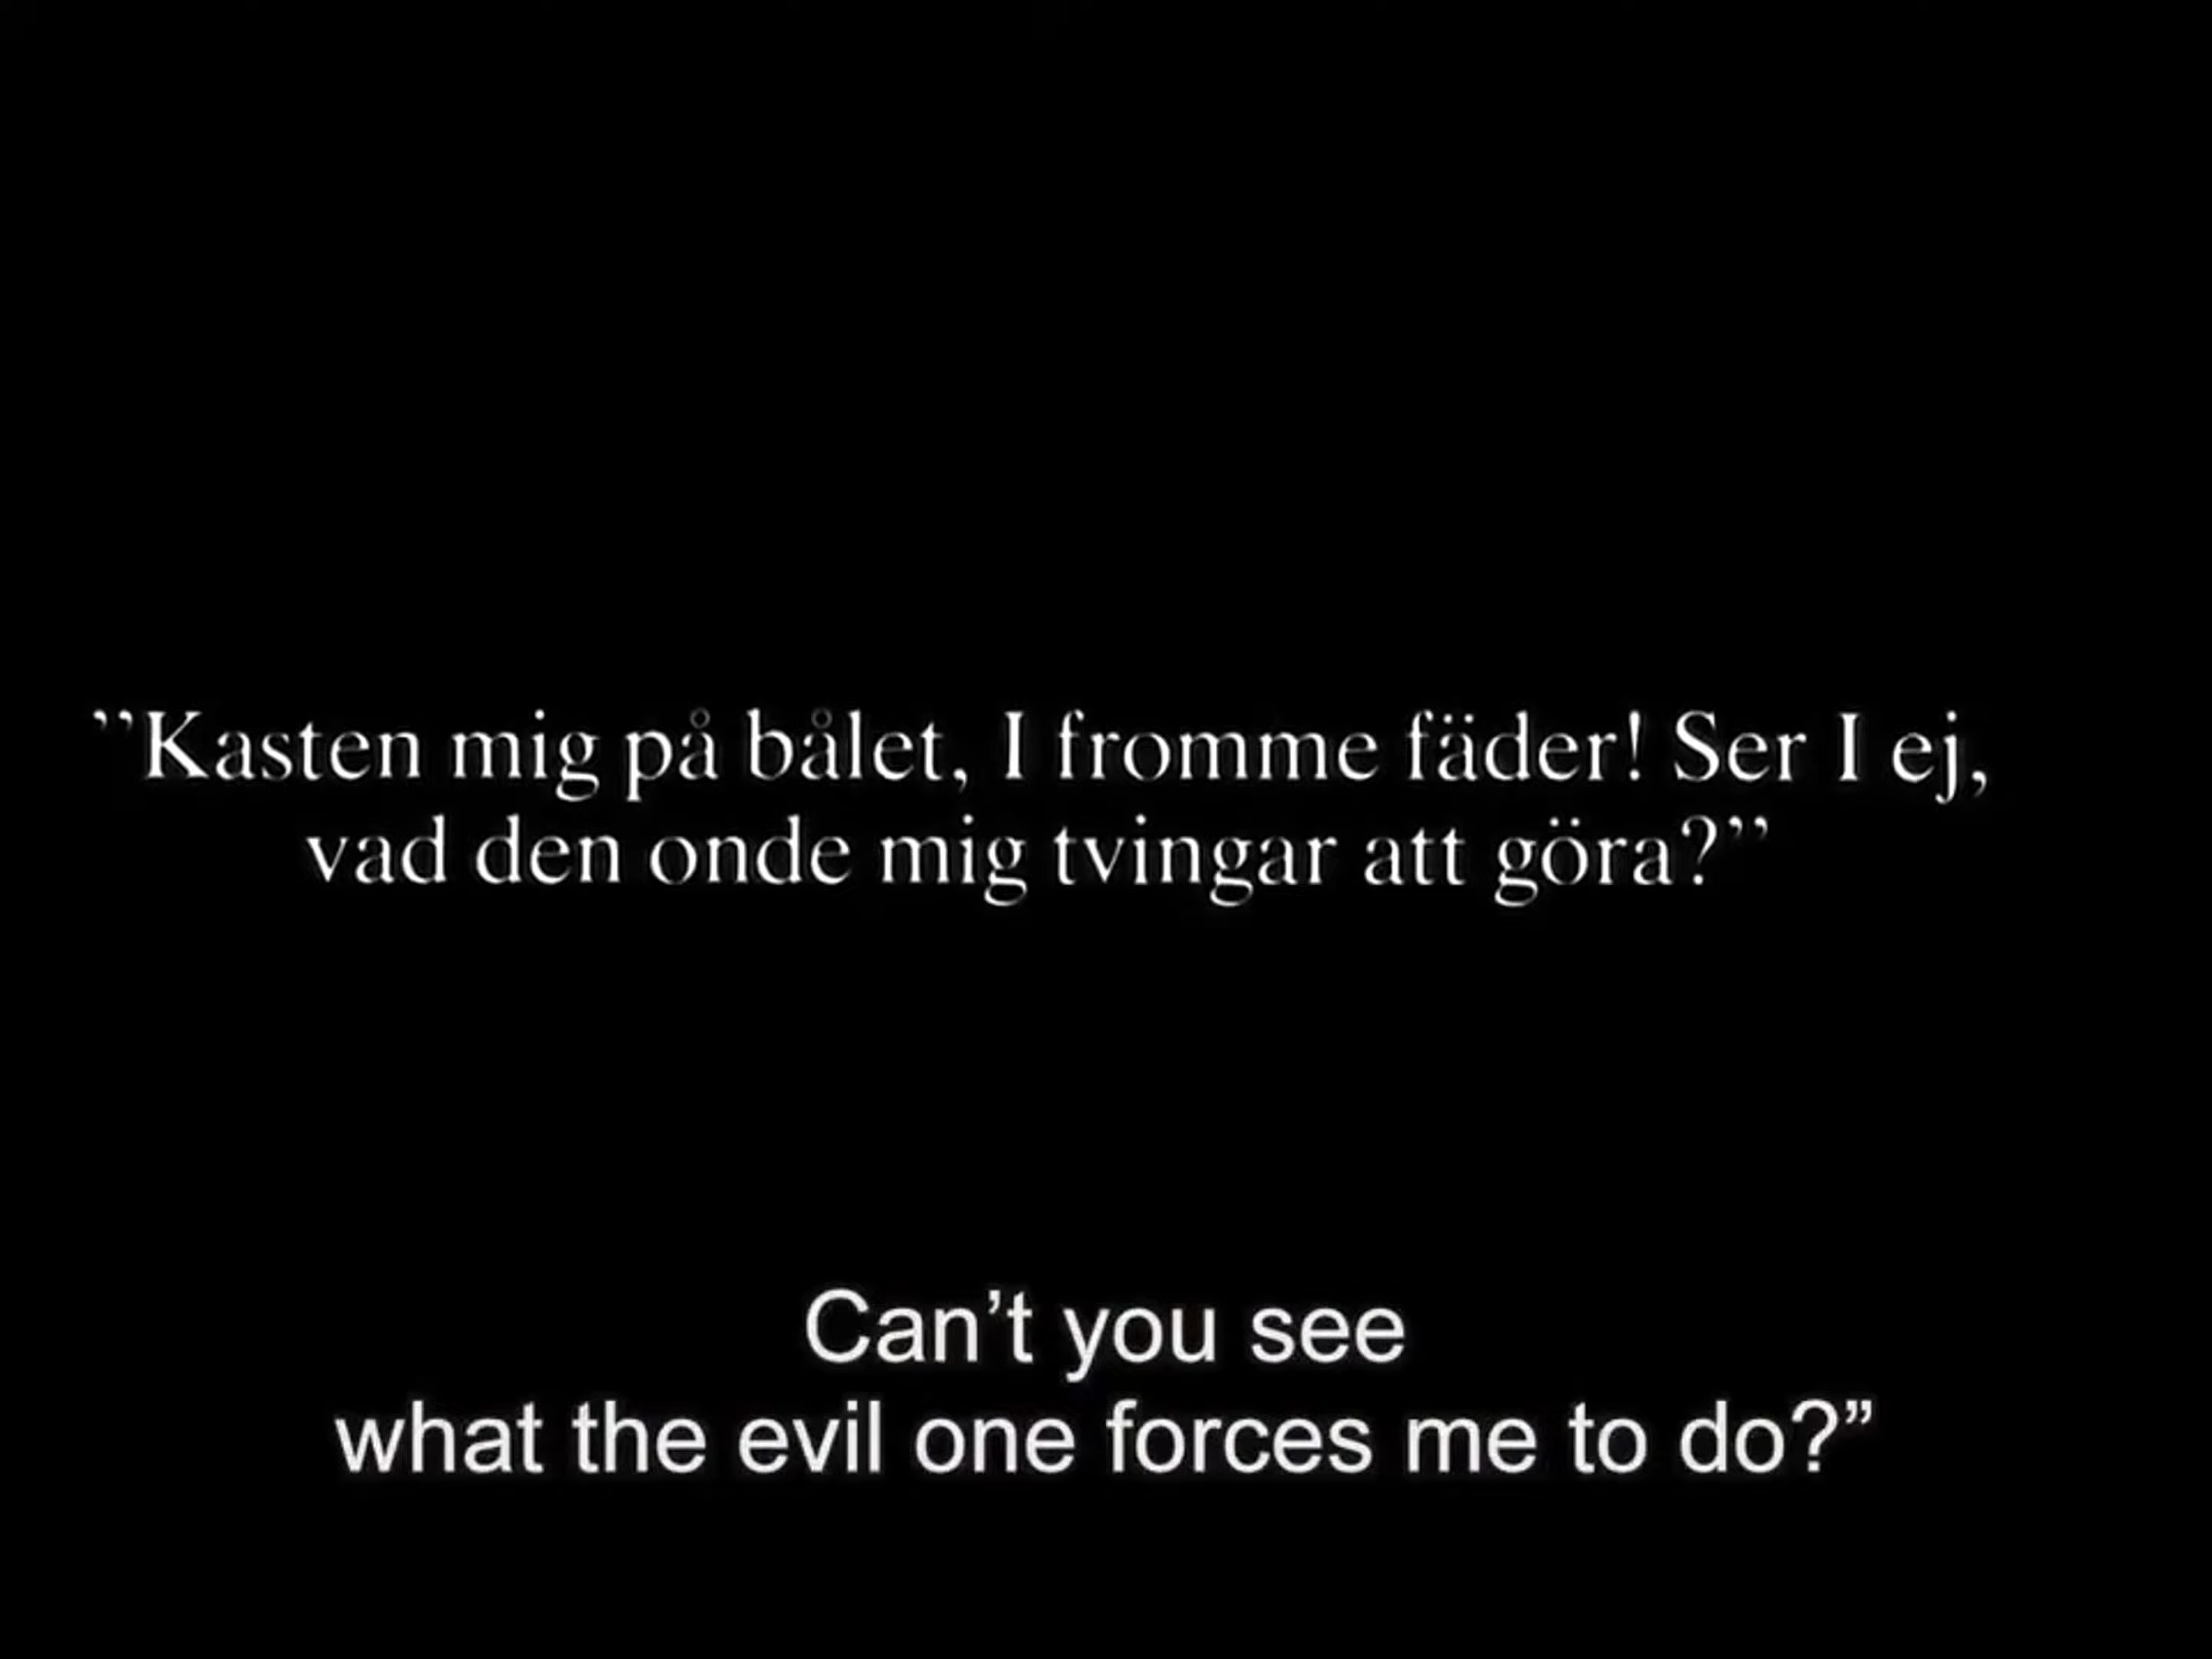 ”Kasten mig på bålet, I fromme fäder! Ser I ej,
vad den onde mig tvingar att göra?”
Can’t you see
what the evil one forces me to do?”